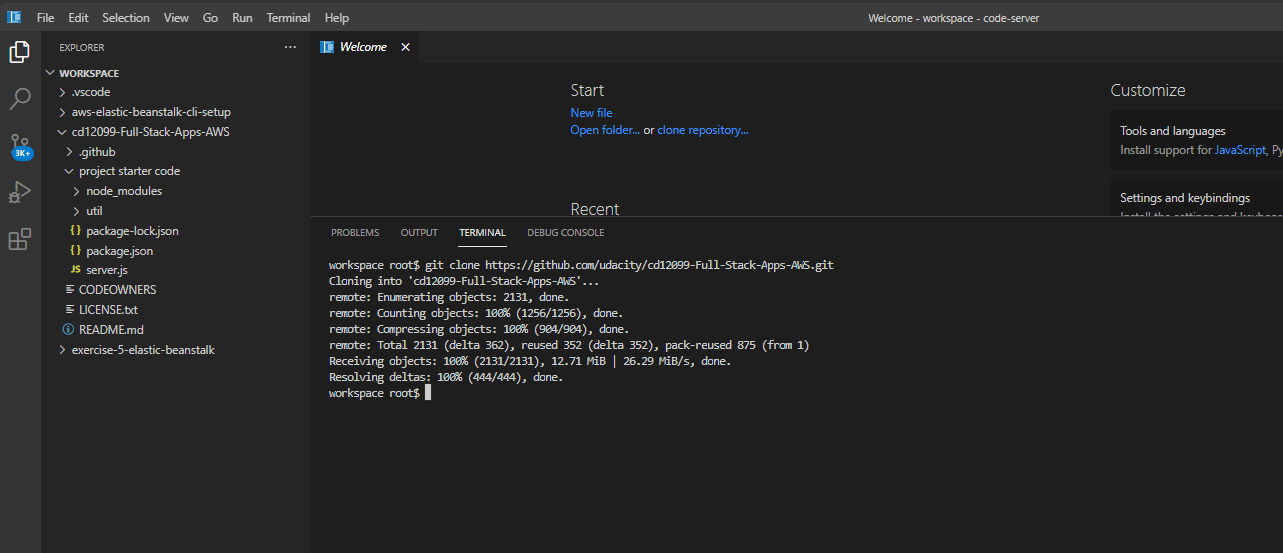 File Edit Selection View Go Run Terminal Help
Welcome - workspace - code-server
EXPLORER
WORKSPACE
.vscode
aws-elastic-beanstalk-cli-setup
cd12099-Full-Stack-Apps-AWS
.github
project starter code
node_modules
util
package-lock.json
package.json
JS server.js
CODEOWNERS
LICENSE.txt
README.md
exercise-5-elastic-beanstalk
3K+
Welcome
Start
New file
Open folder... or clone repository...
Recent
Customize
Tools and languages
Install support for JavaScript, Py
Settings and keybindings
Install the settings and keyboar
PROBLEMS OUTPUT TERMINAL DEBUG CONSOLE
workspace root$ git clone https://github.com/udacity/cd12099-Full-Stack-Apps-AWS.git
Cloning into 'cd12099-Full-Stack-Apps-AWS'...
remote: Enumerating objects: 2131, done.
remote: Counting objects: 100% (1256/1256), done.
remote: Compressing objects: 100% (904/904), done.
remote: Total 2131 (delta 362), reused 352 (delta 352), pack-reused 875 (from 1)
Receiving objects: 100% (2131/2131), 12.71 MiB | 26.29 MiB/s, done.
Resolving deltas: 100% (444/444), done.
workspace root$